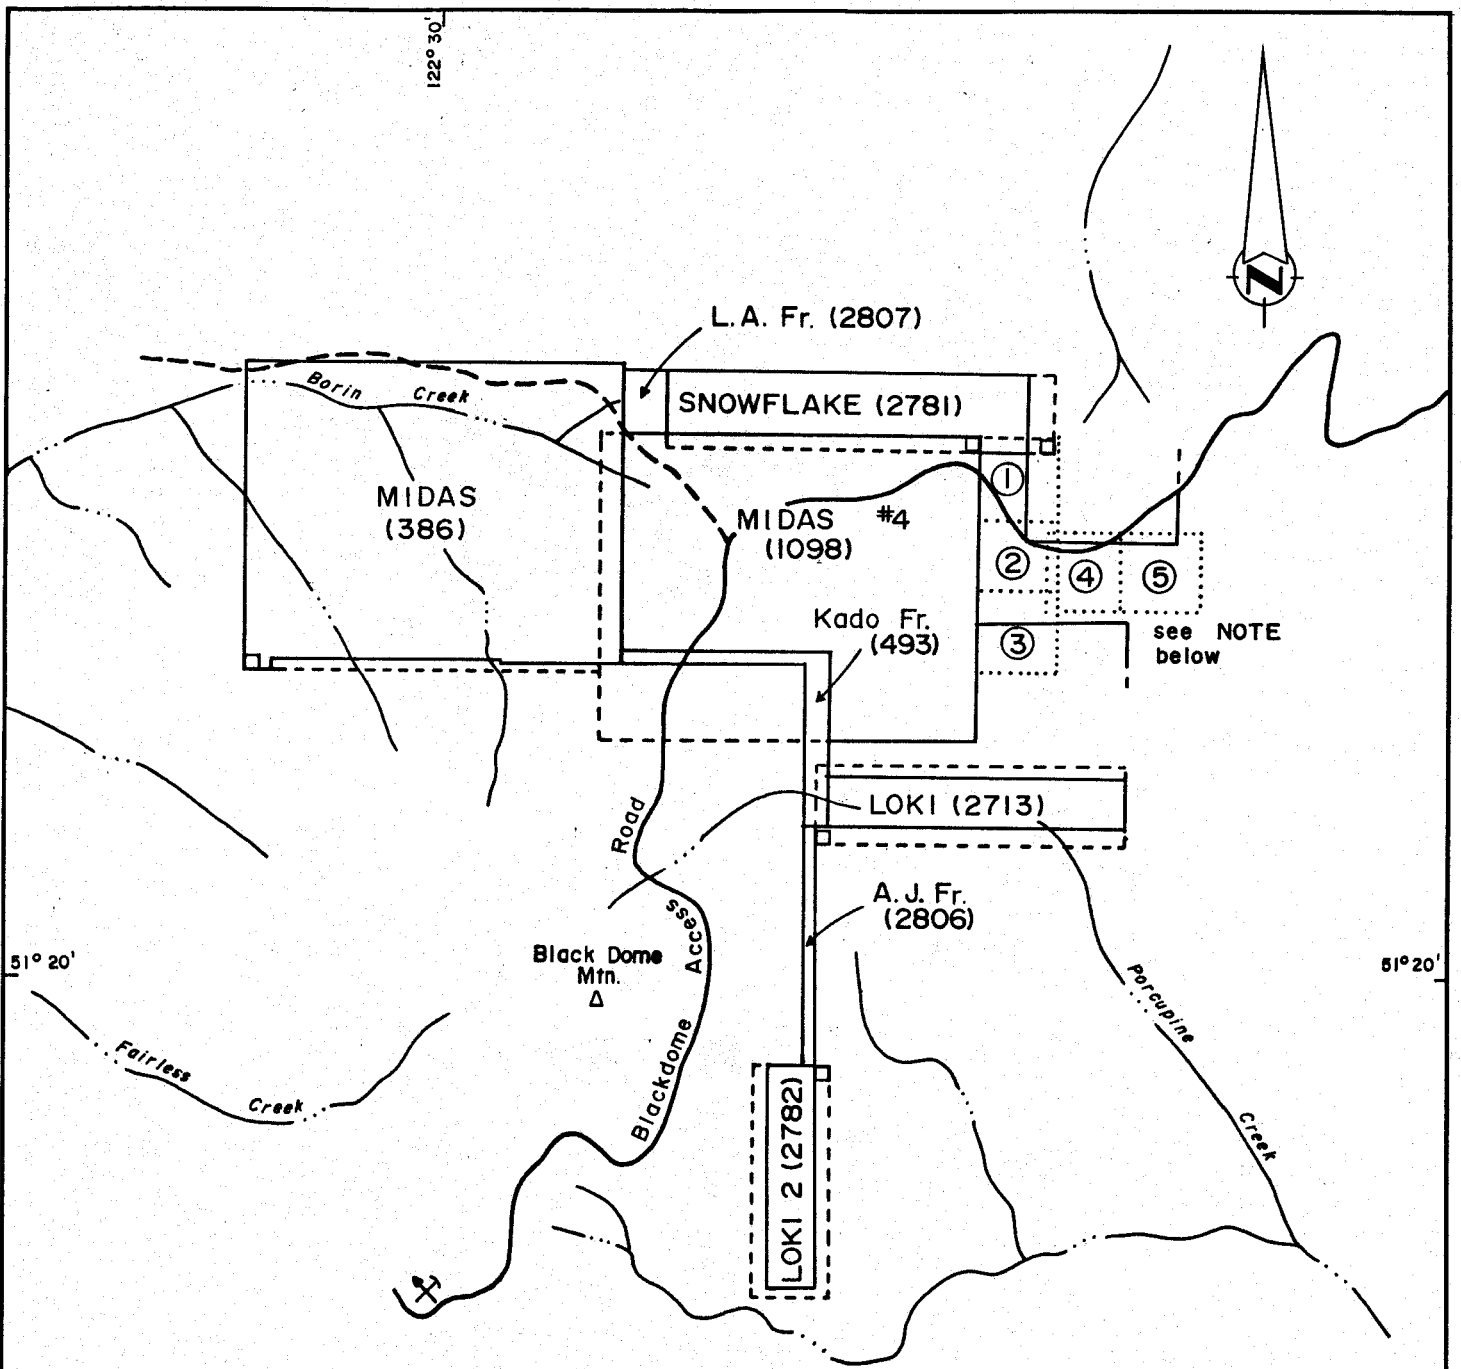 122° 30'
N
L.A. Fr. (2807)
Borin Creek
SNOWFLAKE (2781)
MIDAS
(386)
MIDAS #4
(1098)
1
2
3
4
5
Kado Fr.
(493)
see NOTE
below
LOKI (2713)
A.J. Fr.
(2806)
Black Dome
Mtn.
Blackdome Access Road
51° 20'
51° 20'
Fairless Creek
Porcupine Creek
LOKI 2 (2782)